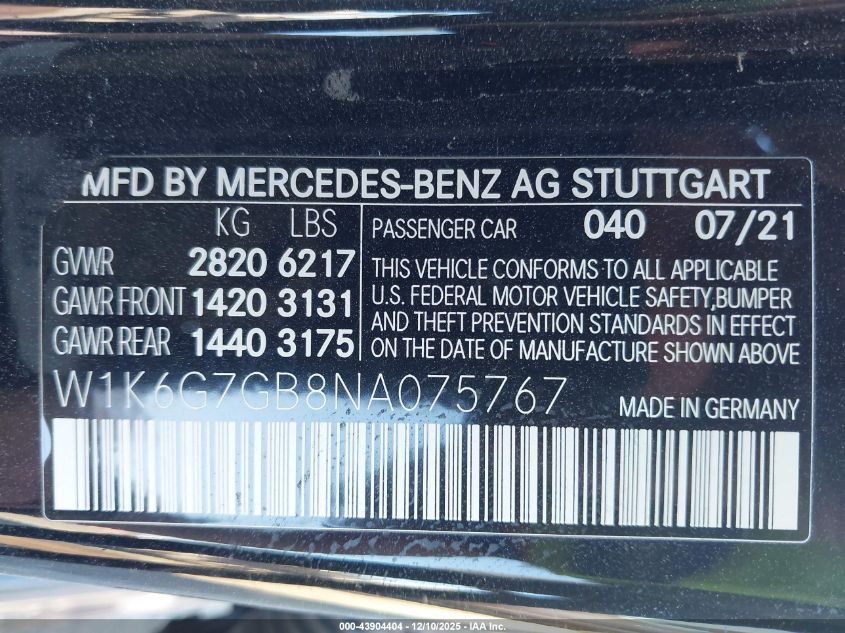 MFD BY MERCEDES-BENZ AG STUTTGART
KG LBS
GVWR 2820 6217
GAWR FRONT 1420 3131
GAWR REAR 1440 3175
PASSENGER CAR 040 07/21
THIS VEHICLE CONFORMS TO ALL APPLICABLE
U.S. FEDERAL MOTOR VEHICLE SAFETY,BUMPER
AND THEFT PREVENTION STANDARDS IN EFFECT
ON THE DATE OF MANUFACTURE SHOWN ABOVE
W1K6G7GB8NA075767
MADE IN GERMANY
000-43904404 - 12/10/2025 - IAA Inc.